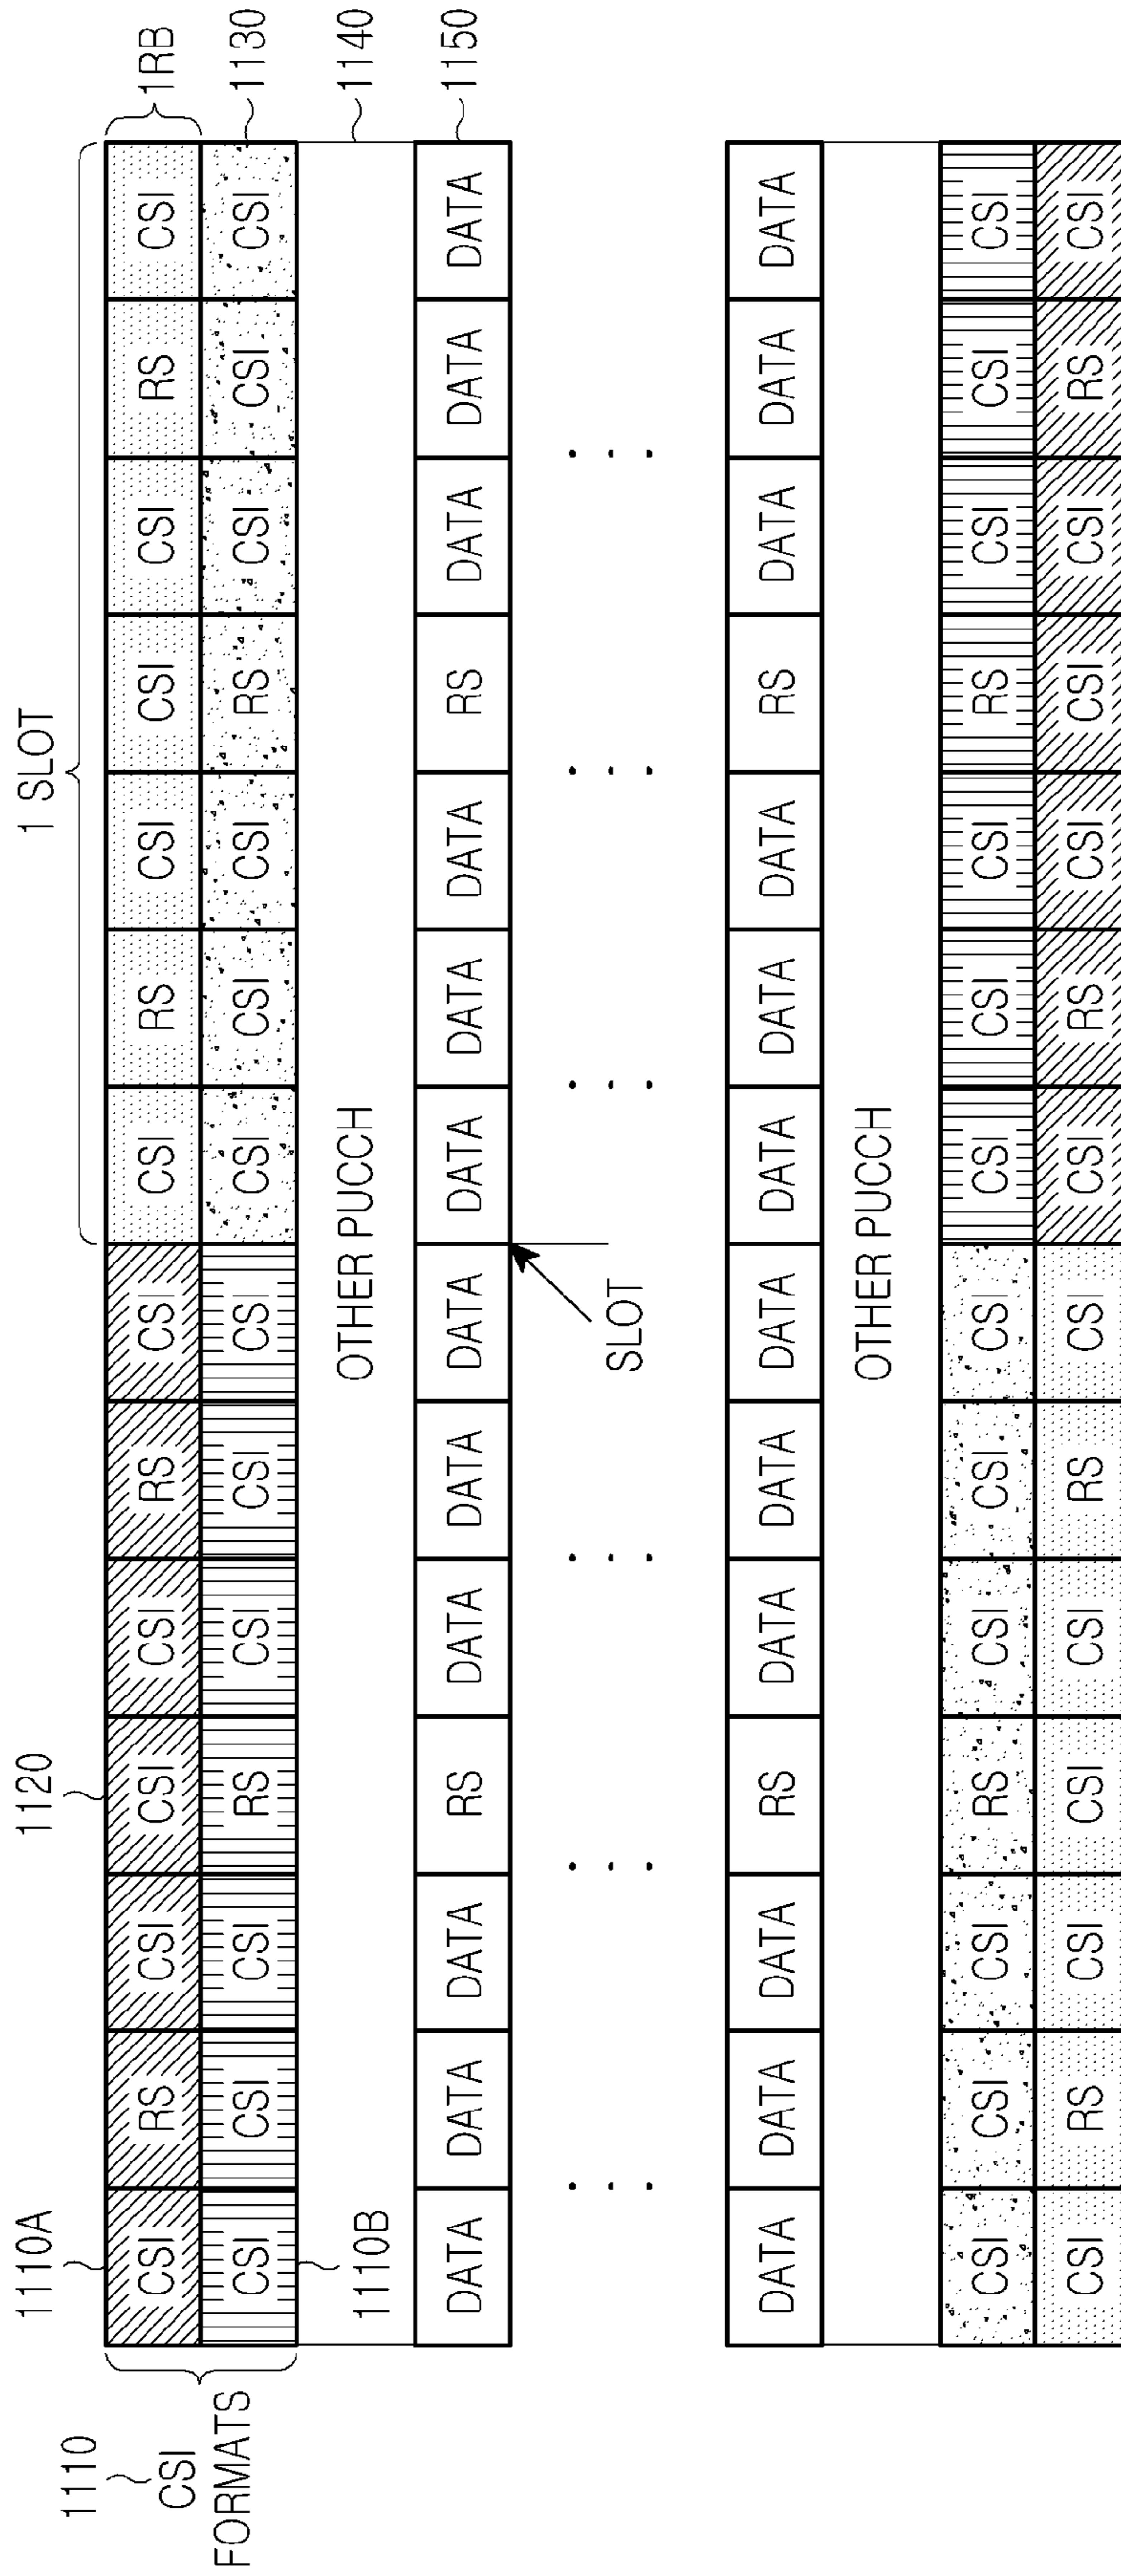 1110A 1120 1 SLOT
1110
CSI FORMATS
CSI RS CSI CSI CSI RS CSI CSI RS CSI CSI CSI RS CSI 1RB
CSI CSI CSI RS CSI CSI CSI CSI CSI CSI RS CSI CSI CSI 1130
1110B OTHER PUCCH 1140
DATA DATA DATA RS DATA DATA DATA DATA DATA DATA RS DATA DATA DATA 1150
SLOT
DATA DATA DATA RS DATA DATA DATA DATA DATA DATA RS DATA DATA DATA
OTHER PUCCH
CSI CSI CSI RS CSI CSI CSI CSI CSI CSI RS CSI CSI CSI
CSI RS CSI CSI CSI RS CSI CSI RS CSI CSI CSI RS CSI